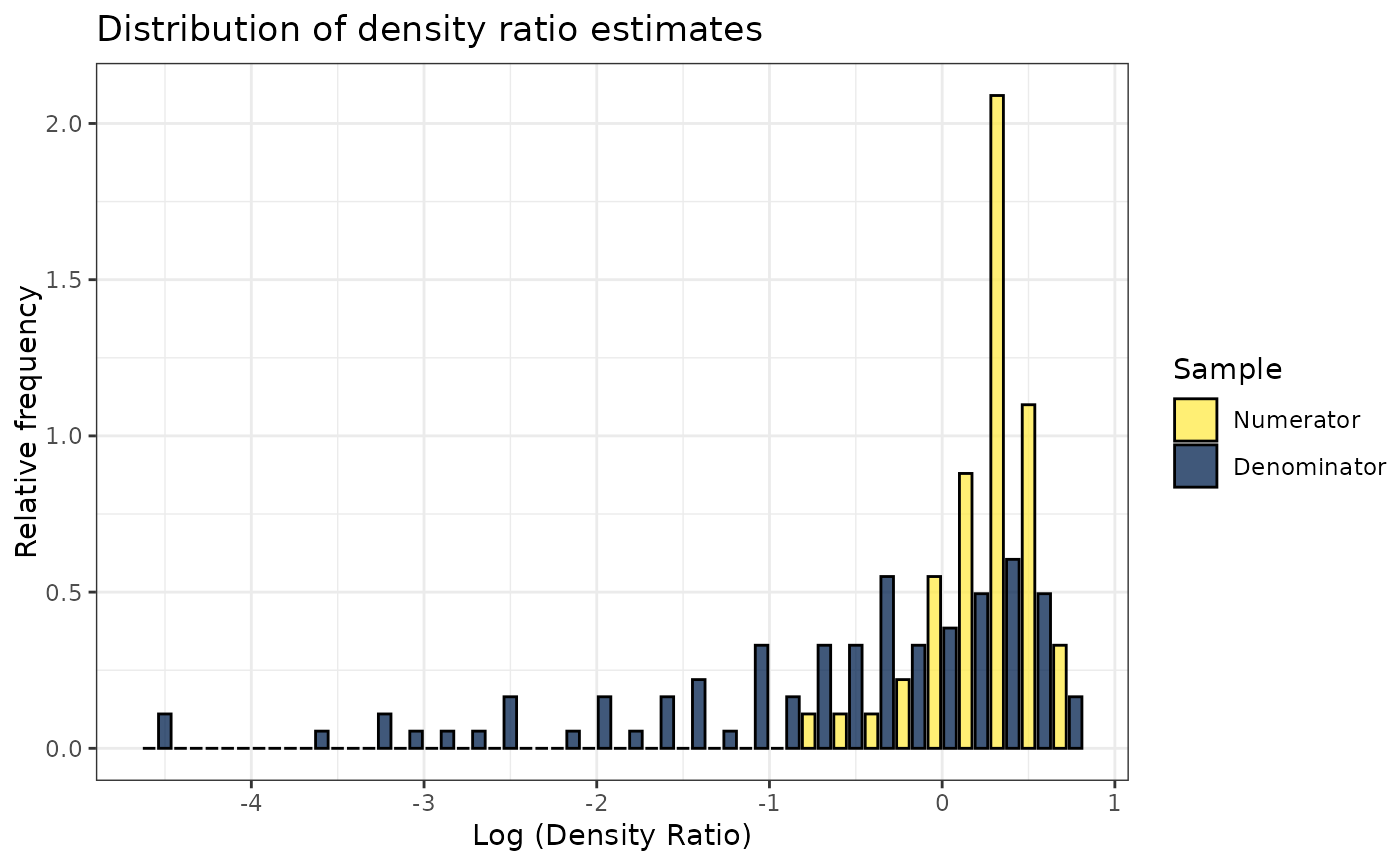 Distribution of density ratio estimates
Relative frequency
2.0
1.5
1.0
0.5
0.0
-4 -3 -2 -1 0 1
Log (Density Ratio)
Sample
Numerator
Denominator